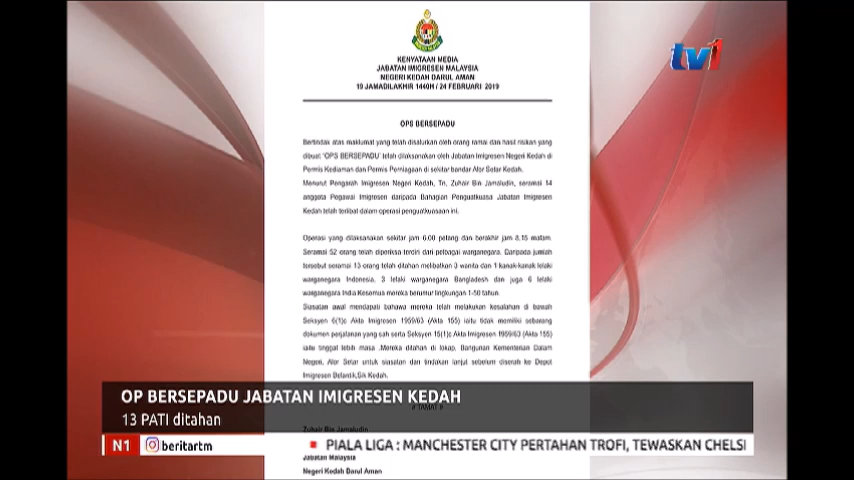 KENYATAAN MEDIA
JABATAN IMIGRESEN MALAYSIA
NEGERI KEDAH DARUL AMAN
19 JAMADILAKHIR 1440H / 24 FEBRUARI 2019
tv1
OPS BERSEPADU
Bertindak atas maklumat yang telah disalurkan oleh orang ramai dan hasil risikan yang
dibuat "OPS BERSEPADU" telah dilaksanakan oleh Jabatan Imigresen Negeri Kedah di
Permis Kediaman dan Permis Perniagaan di sekitar bandar Alor Setar Kedah.
Menurut Pengarah Imigresen Negeri Kedah, Tn. Zuhair Bin Jamaludin, seramai 14
anggota Pegawai Imigresen daripada Bahagian Penguatkuasa Jabatan Imigresen
Kedah telah terlibat dalam operasi penguatkuasaan ini.
Operasi yang dilaksanakan sekitar jam 6.00 petang dan berakhir jam 8.15 malam.
Seramai 52 orang telah diperiksa terdiri dari pelbagai warganegara. Daripada jumlah
tersebut seramai 13 orang telah ditahan melibatkan 3 wanita dan 1 kanak-kanak lelaki
warganegara Indonesia, 3 lelaki warganegara Bangladesh dan juga 6 lelaki
warganegara India Kesemua mereka berumur lingkungan 1-50 tahun.
Siasatan awal mendapati bahawa mereka telah melakukan kesalahan di bawah
Seksyen 6(1)c Akta Imigresen 1959/63 (Akta 155) iaitu tidak memiliki sebarang
dokumen perjalanan yang sah serta Seksyen 15(1)c Akta Imigresen 1959/63 (Akta 155)
iaitu tinggal lebih masa .Mereka ditahan di lokap, Bangunan Kementerian Dalam
Negeri, Alor Setar untuk siasatan dan tindakan lanjut sebelum diserah ke Depot
Imigresen Belantik,Sik Kedah.
OP BERSEPADU JABATAN IMIGRESEN KEDAH
# TAMAT #
13 PATI ditahan
Zuhair Bin Jamaludin
N1 beritartm PIALA LIGA : MANCHESTER CITY PERTAHAN TROFI, TEWASKAN CHELSE
Jabatan Malaysia
Negeri Kedah Darul Aman